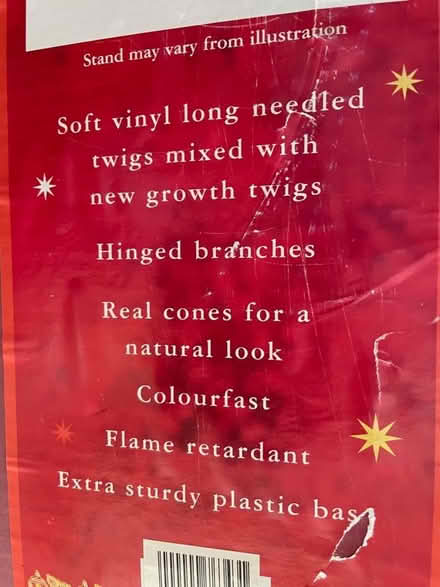 Stand may vary from illustration
Soft vinyl long needled
twigs mixed with
new growth twigs
Hinged branches
Real cones for a
natural look
Colourfast
Flame retardant
Extra sturdy plastic